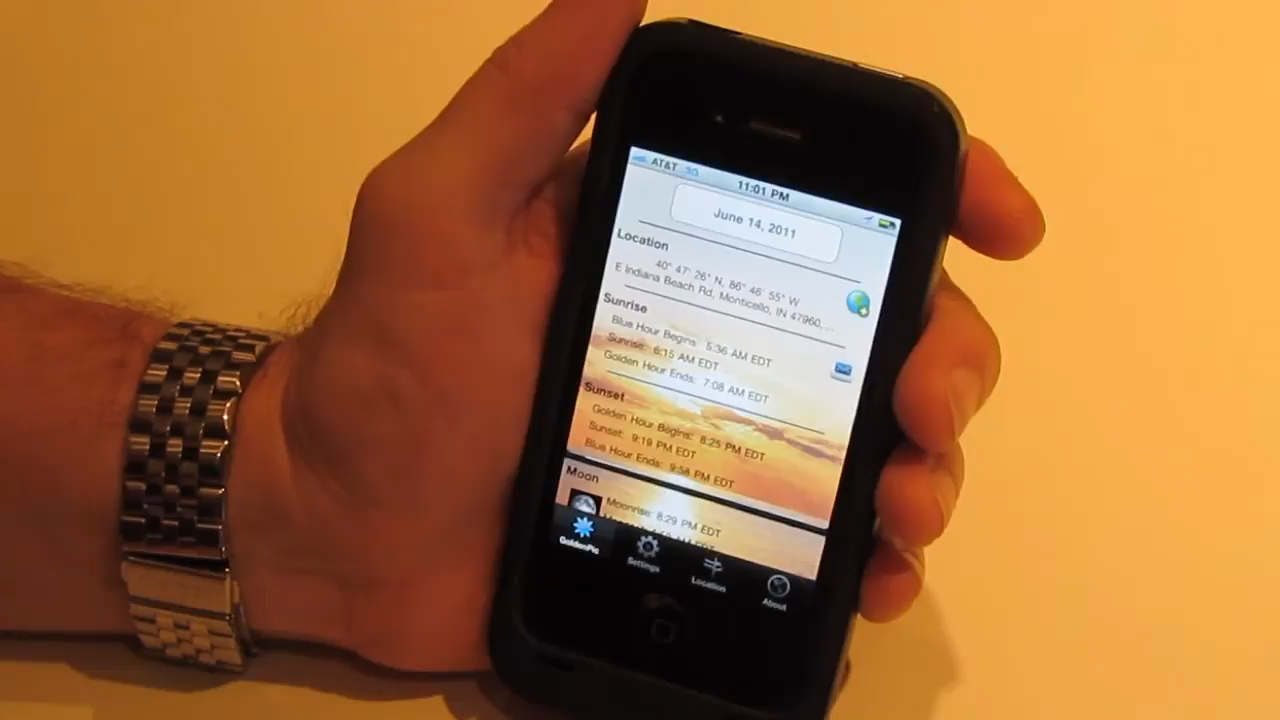 AT&T 3G 11:01 PM
June 14, 2011
Location
40° 47' 26" N, 86° 46' 55" W
E Indiana Beach Rd, Monticello, IN 47960,...
Sunrise
Blue Hour Begins: 5:36 AM EDT
Sunrise: 6:15 AM EDT
Golden Hour Ends: 7:08 AM EDT
Sunset
Golden Hour Begins: 8:25 PM EDT
Sunset: 9:19 PM EDT
Blue Hour Ends: 9:58 PM EDT
Moon
Moonrise: 8:29 PM EDT
GoldenPic Settings Location About